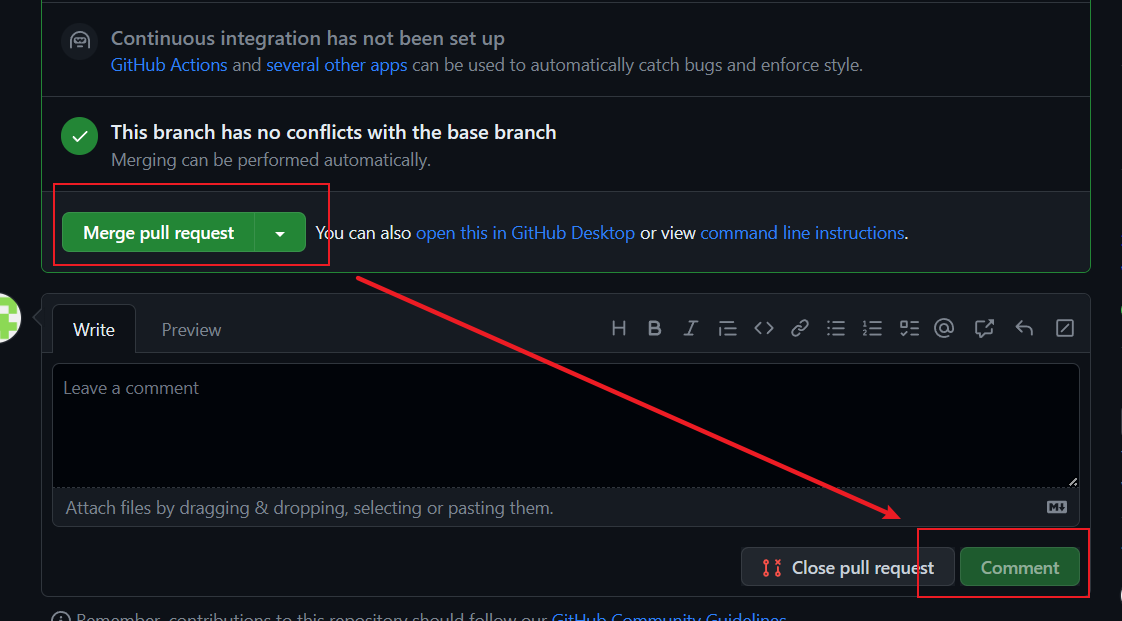 Continuous integration has not been set up
GitHub Actions and several other apps can be used to automatically catch bugs and enforce style.
This branch has no conflicts with the base branch
Merging can be performed automatically.
Merge pull request You can also open this in GitHub Desktop or view command line instructions.
Write Preview
Leave a comment
Attach files by dragging & dropping, selecting or pasting them.
Close pull request Comment
Remember, contributions to this repository should follow our GitHub Community Guidelines.